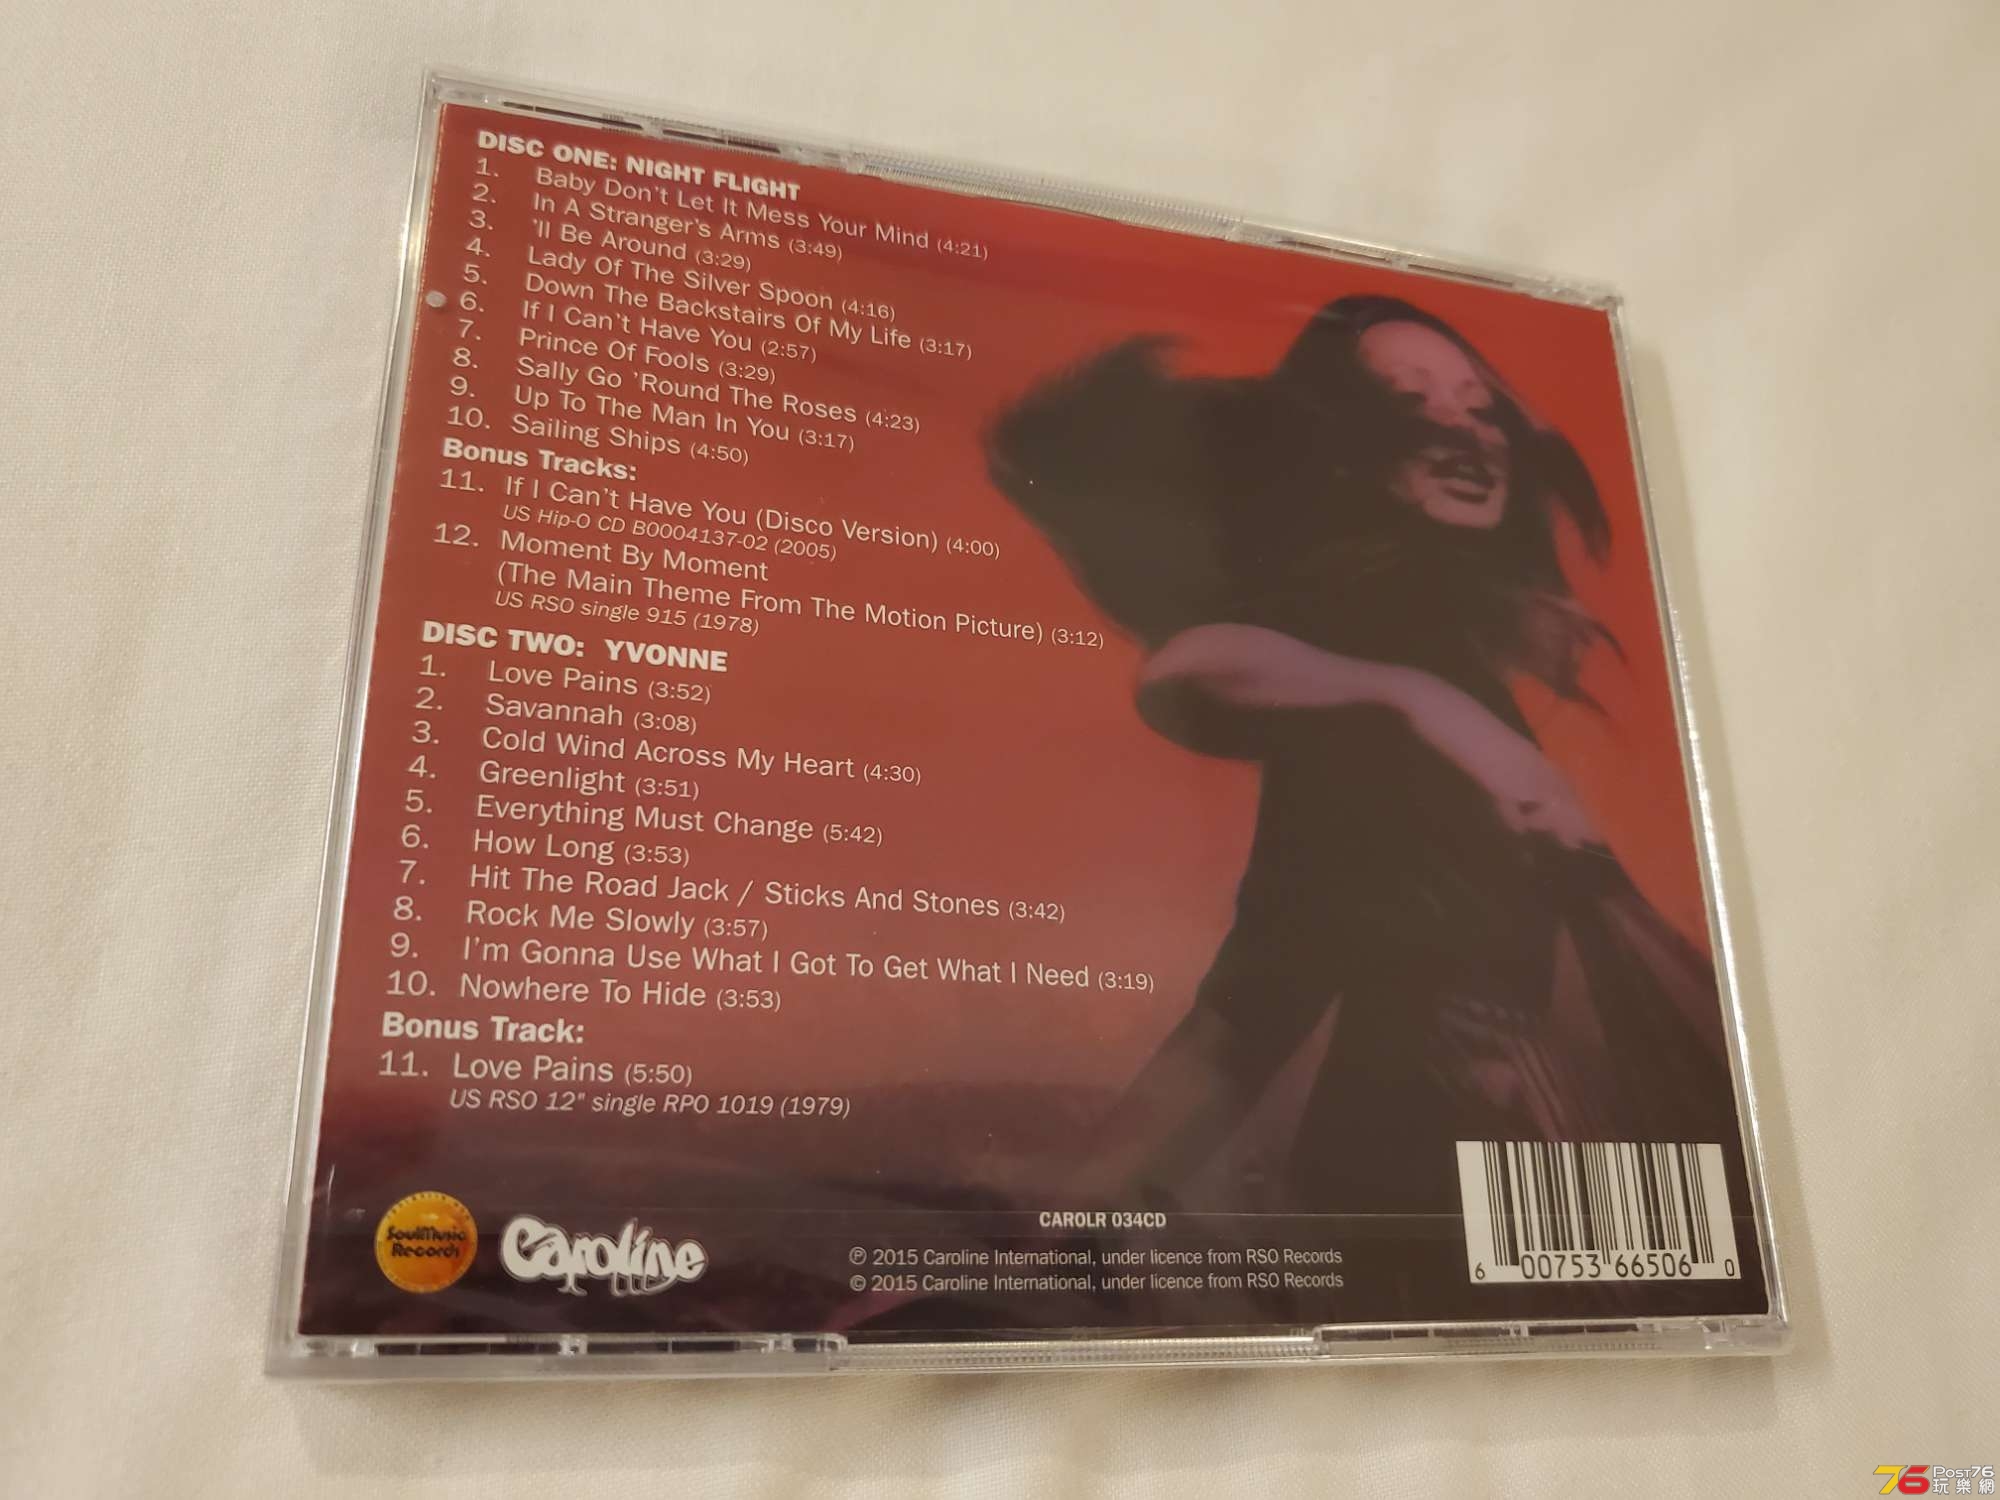 DISC ONE: NIGHT FLIGHT
1. Baby Don't Let It Mess Your Mind (4:21)
2. In A Stranger's Arms (3:49)
3. 'll Be Around (3:29)
4. Lady Of The Silver Spoon (4:16)
5. Down The Backstairs Of My Life (3:17)
6. If I Can't Have You (2:57)
7. Prince Of Fools (3:29)
8. Sally Go 'Round The Roses (4:23)
9. Up To The Man In You (3:17)
10. Sailing Ships (4:50)
Bonus Tracks:
11. If I Can't Have You (Disco Version) (4:00)
US Hip-O CD B0004137-02 (2005)
12. Moment By Moment
(The Main Theme From The Motion Picture) (3:12)
US RSO single 915 (1978)
DISC TWO: YVONNE
1. Love Pains (3:52)
2. Savannah (3:08)
3. Cold Wind Across My Heart (4:30)
4. Greenlight (3:51)
5. Everything Must Change (5:42)
6. How Long (3:53)
7. Hit The Road Jack / Sticks And Stones (3:42)
8. Rock Me Slowly (3:57)
9. I'm Gonna Use What I Got To Get What I Need (3:19)
10. Nowhere To Hide (3:53)
Bonus Track:
11. Love Pains (5:50)
US RSO 12" single RPO 1019 (1979)
SoulMusic
Records
Caroline
CAROLR 034CD
℗ 2015 Caroline International, under licence from RSO Records
© 2015 Caroline International, under licence from RSO Records
6 00753 66506 0
76 Post76
玩樂網